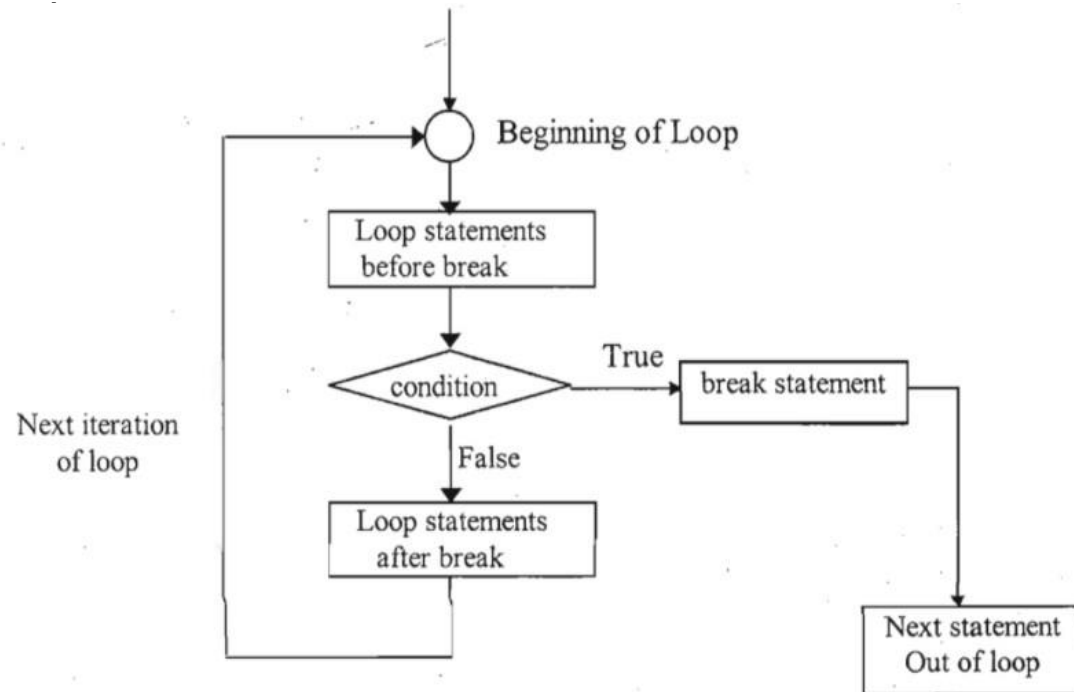 Beginning of Loop
Loop statements
before break
condition
True
break statement
Next iteration
of loop
False
Loop statements
after break
Next statement
Out of loop